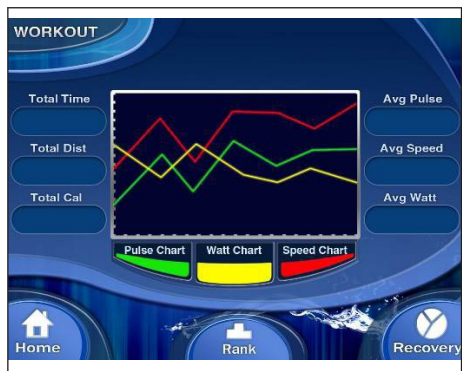 WORKOUT
Total Time
Avg Pulse
Total Dist
Avg Speed
Total Cal
Avg Watt
Pulse Chart
Watt Chart
Speed Chart
Home
Rank
Recovery